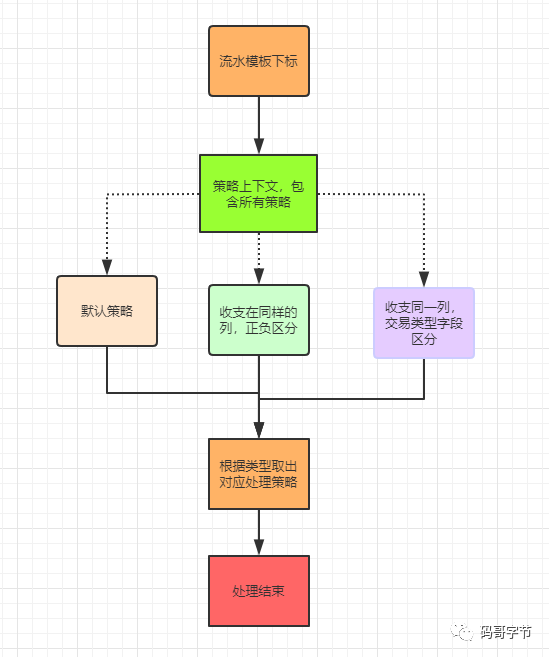 流水模板下标
策略上下文，包
含所有策略
默认策略
收支在同样的
列，正负区分
收支同一列，
交易类型字段
区分
根据类型取出
对应处理策略
处理结束
码哥字节